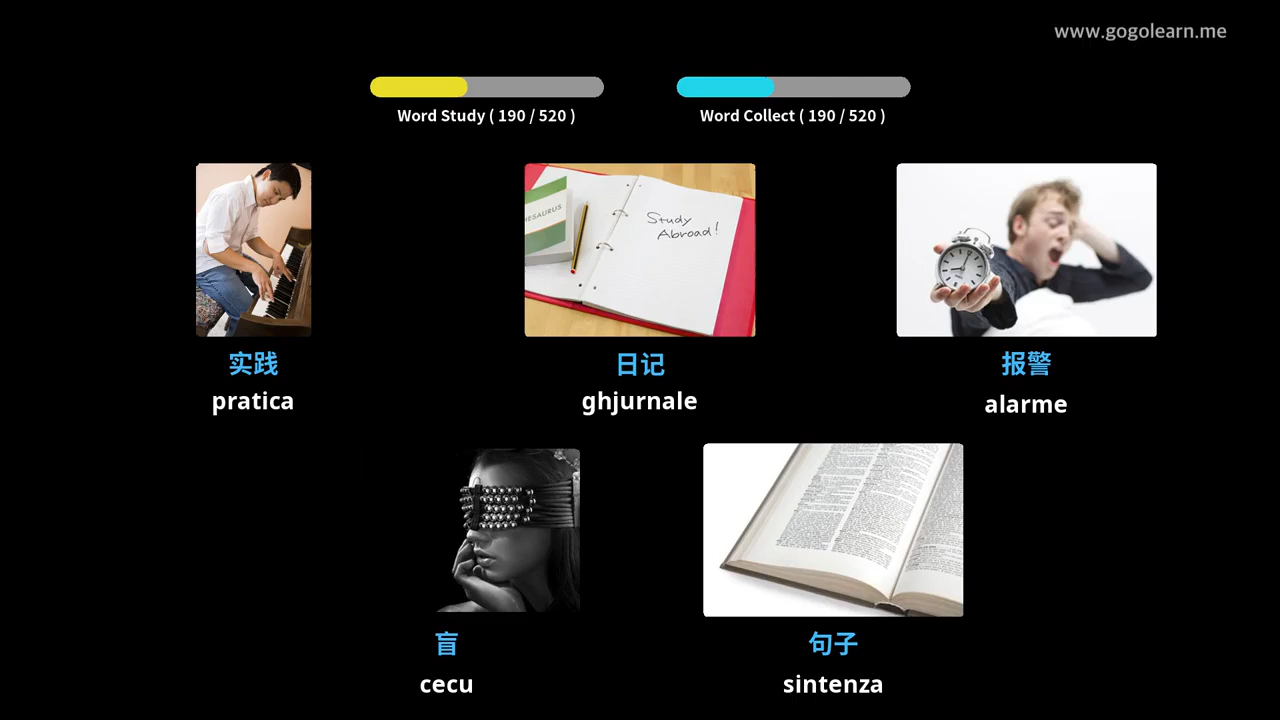 www.gogolearn.me
Word Study ( 190 / 520 )
Word Collect ( 190 / 520 )
THESAURUS
Study
Abroad!
实践
日记
报警
pratica
ghjurnale
alarme
盲
句子
cecu
sintenza